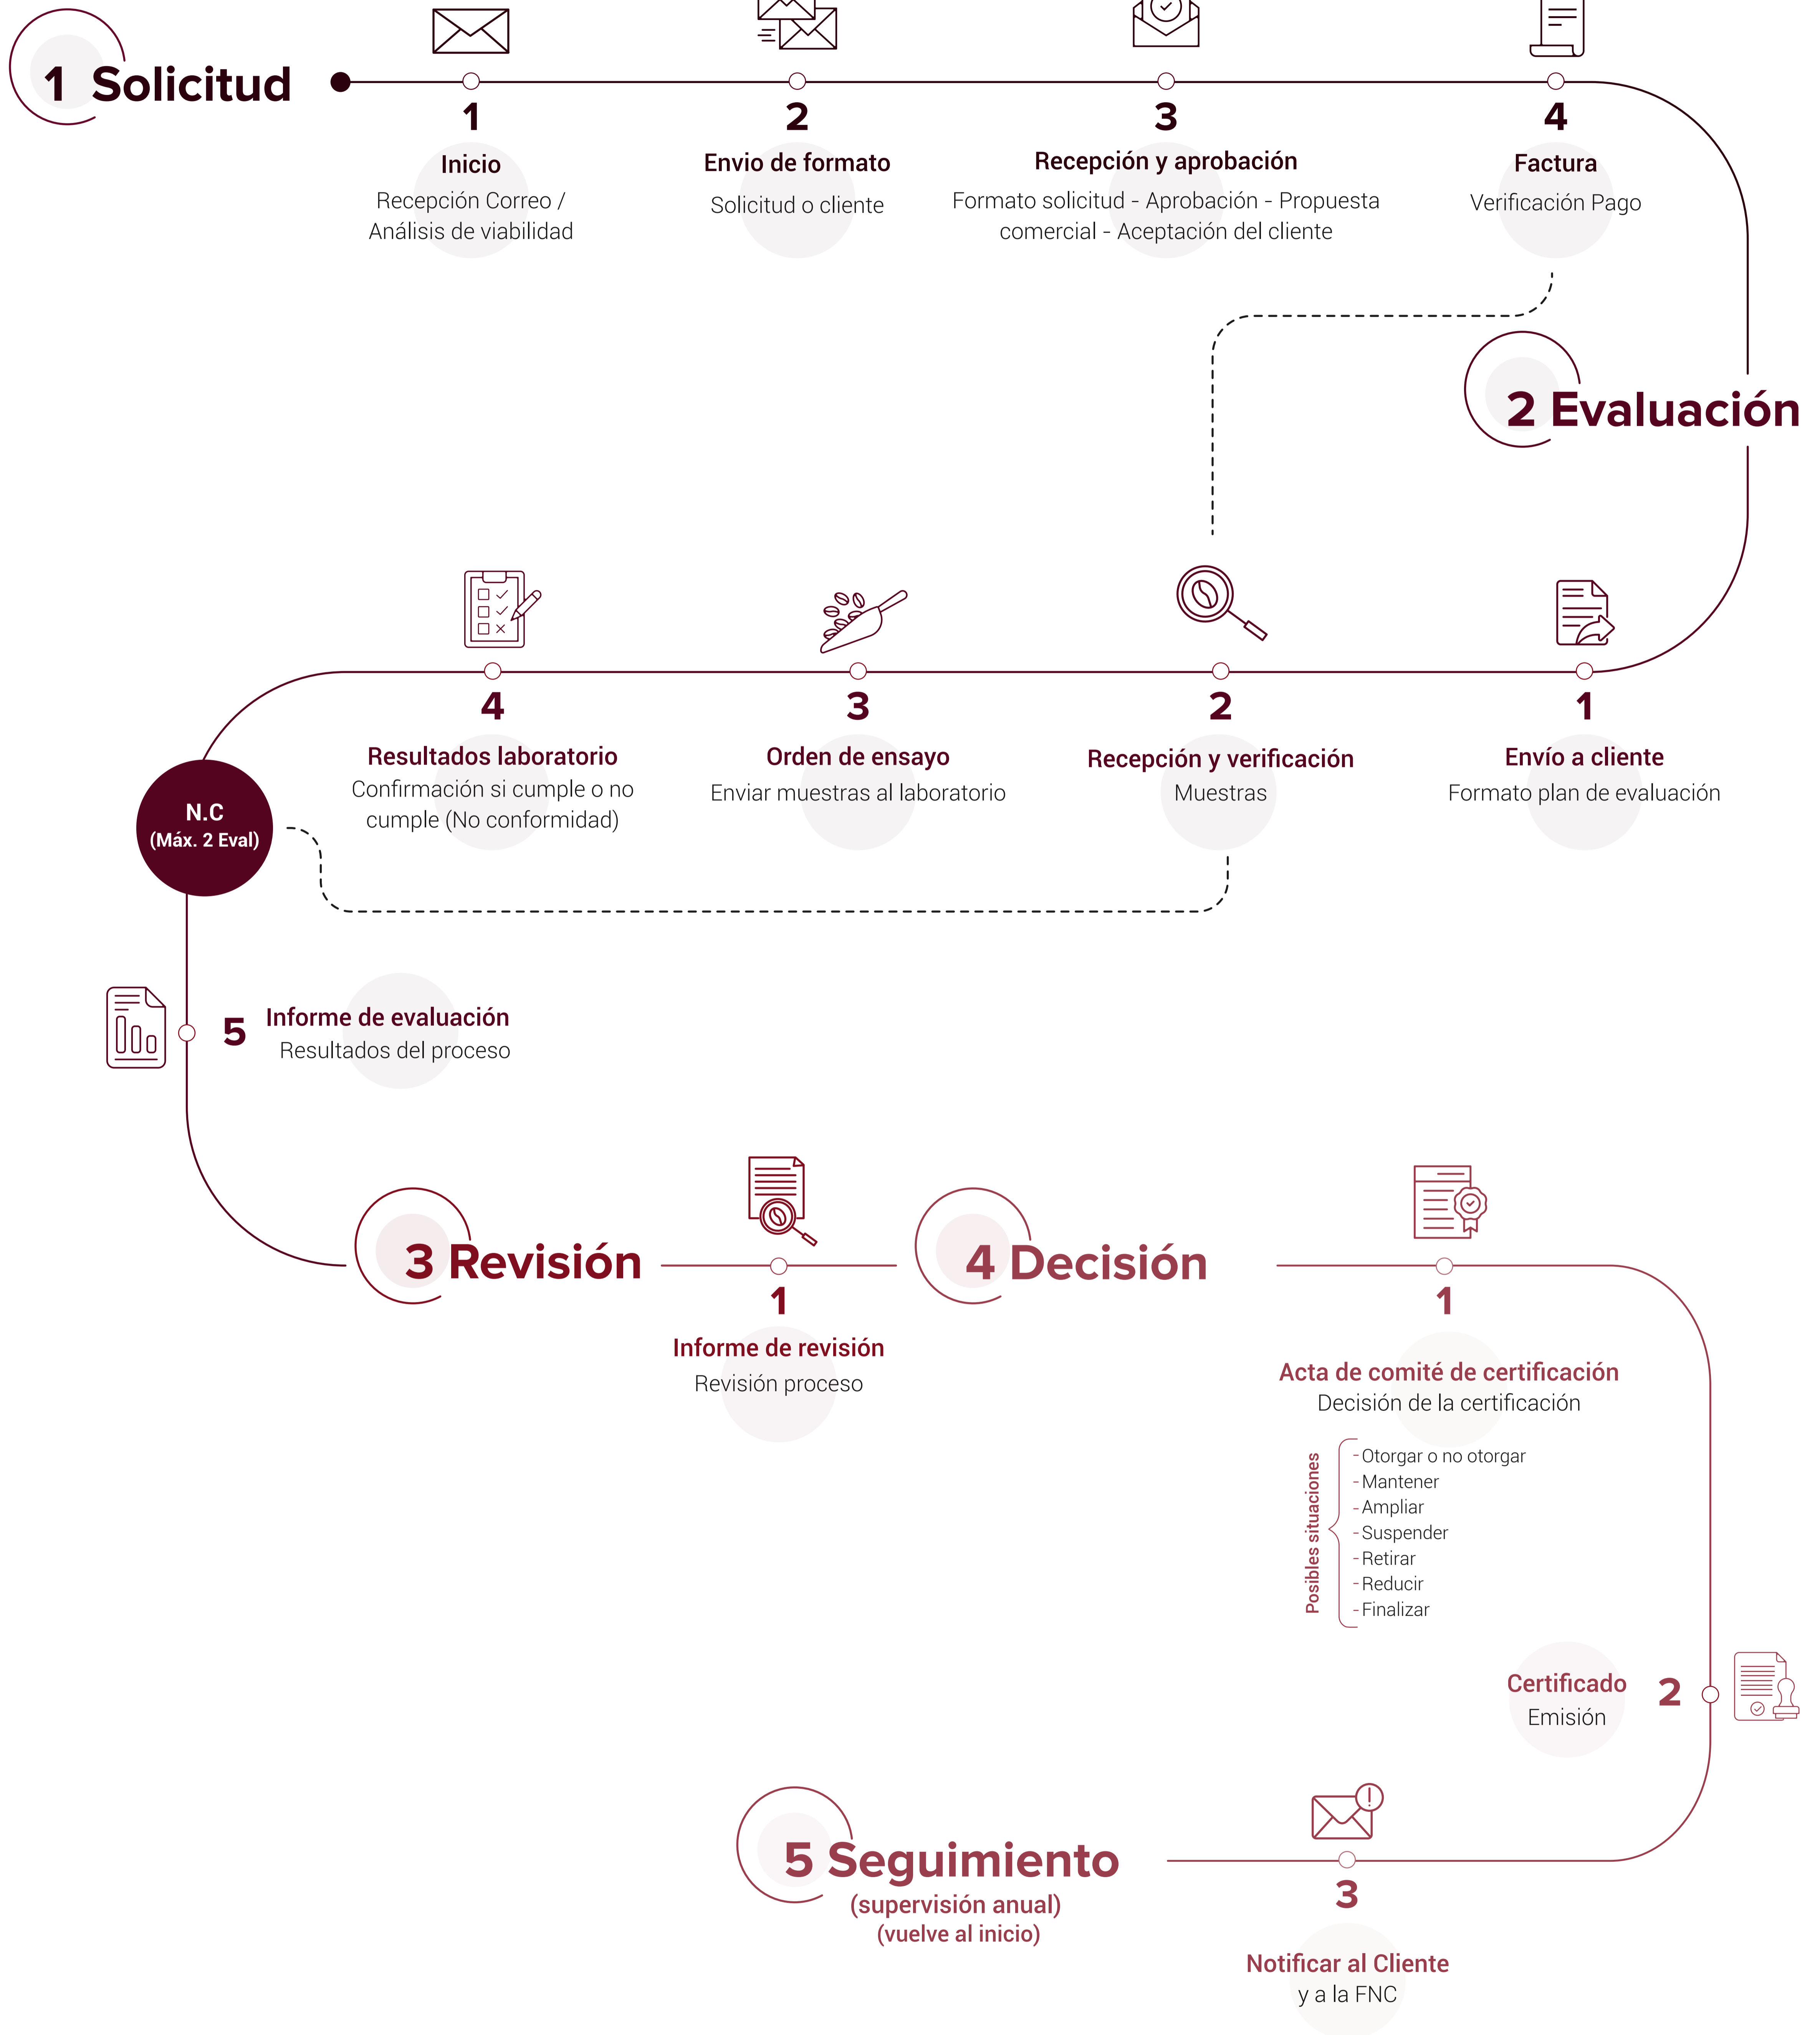 1 Solicitud
1
Inicio
Recepción Correo /
Análisis de viabilidad
2
Envio de formato
Solicitud o cliente
3
Recepción y aprobación
Formato solicitud - Aprobación - Propuesta
comercial - Aceptación del cliente
4
Factura
Verificación Pago
2 Evaluación
1
Envío a cliente
Formato plan de evaluación
2
Recepción y verificación
Muestras
3
Orden de ensayo
Enviar muestras al laboratorio
4
Resultados laboratorio
Confirmación si cumple o no
cumple (No conformidad)
N.C
(Máx. 2 Eval)
5
Informe de evaluación
Resultados del proceso
3 Revisión
1
Informe de revisión
Revisión proceso
4 Decisión
1
Acta de comité de certificación
Decisión de la certificación
Posibles situaciones
- Otorgar o no otorgar
- Mantener
- Ampliar
- Suspender
- Retirar
- Reducir
- Finalizar
2
Certificado
Emisión
3
Notificar al Cliente
y a la FNC
5 Seguimiento
(supervisión anual)
(vuelve al inicio)